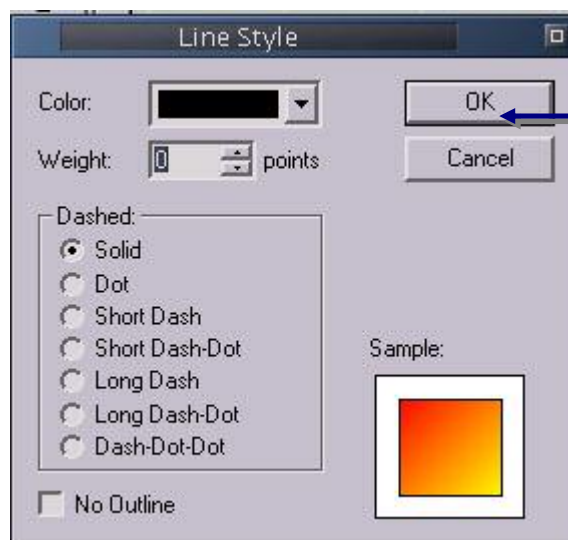 Line Style
Color:
OK
Weight: 0 points
Cancel
Dashed:
Solid
Dot
Short Dash
Short Dash-Dot
Sample:
Long Dash
Long Dash-Dot
Dash-Dot-Dot
No Outline